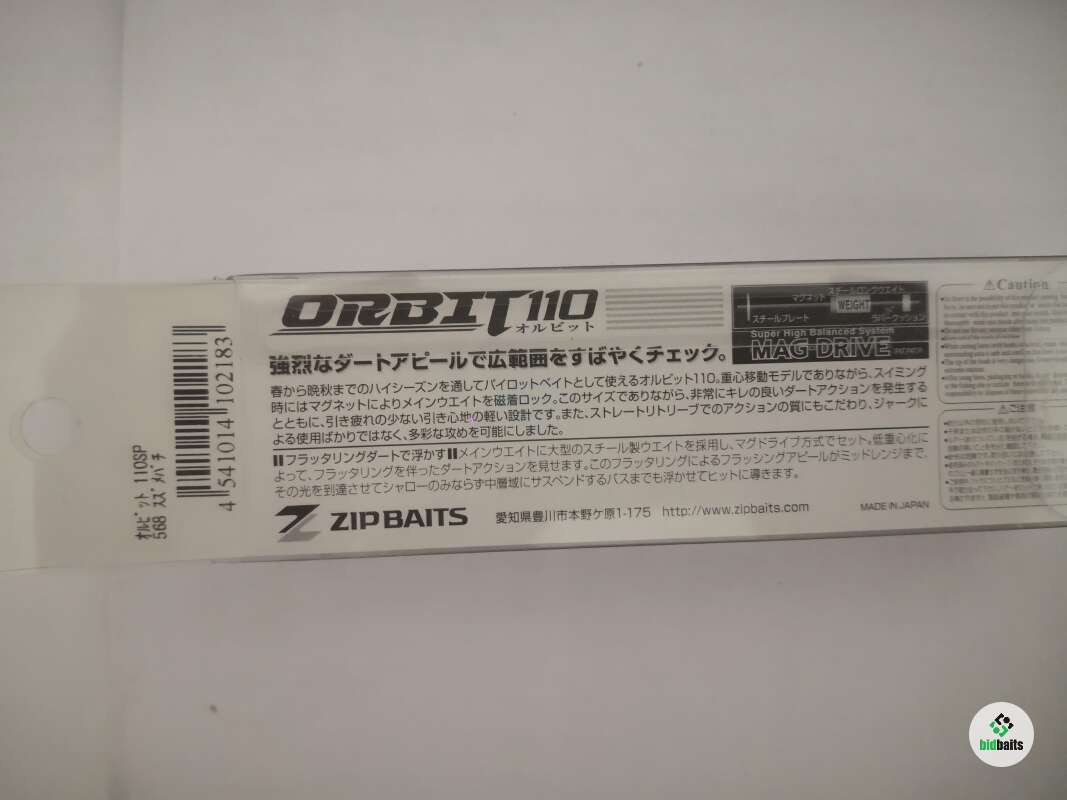 オルビット 110SP
568 スズメバチ
4 541014 102183
ORBIT110
オルビット
スチールロングウエイト
マグネット
WEIGHT
スチールプレート
ラバークッション
Super High Balanced System
MAG-DRIVE
強烈なダートアピールで広範囲をすばやくチェック。
春から晩秋までのハイシーズンを通してパイロットベイトとして使えるオルビット110。重心移動モデルでありながら、スイミング
時にはマグネットによりメインウエイトを磁着ロック。このサイズでありながら、非常にキレの良いダートアクションを発生する
とともに、引き疲れの少ない引き心地の軽い設計です。また、ストレートリトリーブでのアクションの質にもこだわり、ジャークに
よる使用ばかりではなく、多彩な攻めを可能にしました。
フラッタリングダートで浮かす メインウエイトに大型のスチール製ウエイトを採用し、マグドライブ方式でセット。低重心化に
よって、フラッタリングを伴ったダートアクションを見せます。このフラッタリングによるフラッシングアピールがミッドレンジまで、
その光を到達させてシャローのみならず中層域にサスペンドするバスまでも浮かせてヒットに導きます。
ZIPBAITS 愛知県豊川市本野ケ原1-175 http://www.zipbaits.com MADE IN JAPAN
Caution
ご注意
bidbaits